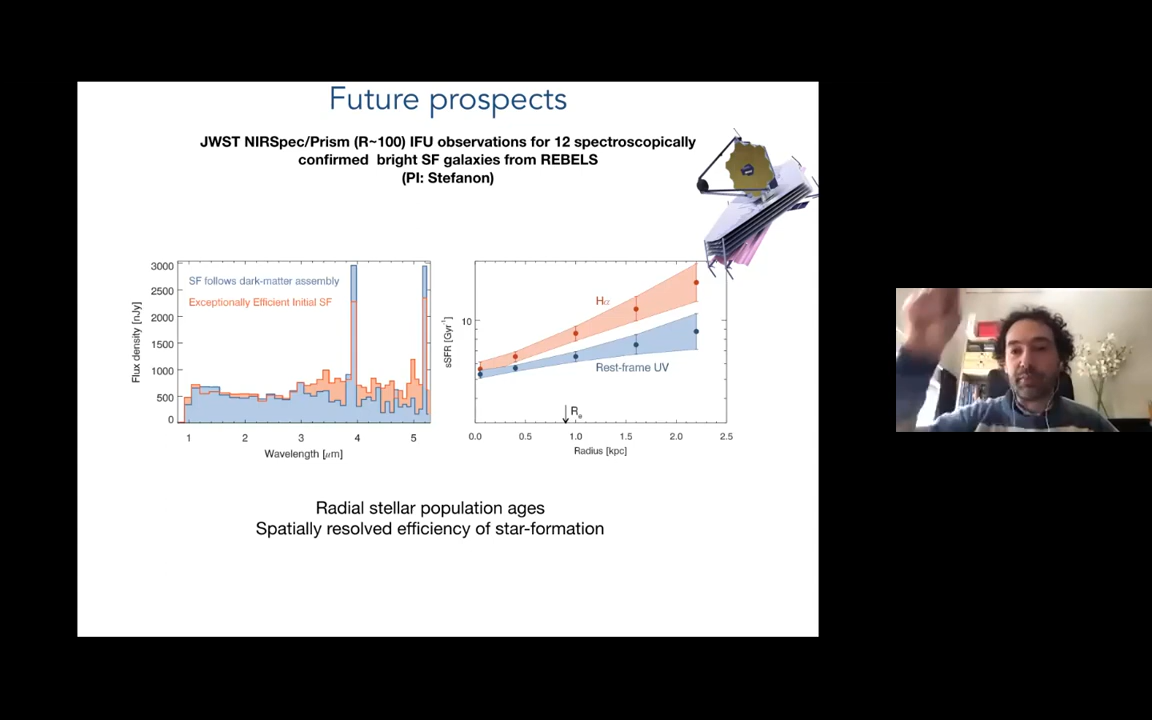 Future prospects
JWST NIRSpec/Prism (R~100) IFU observations for 12 spectroscopically
confirmed bright SF galaxies from REBELS
(PI: Stefanon)
3000
2500
2000
1500
1000
500
0
Flux density [nJy]
SF follows dark-matter assembly
Exceptionally Efficient Initial SF
1 2 3 4 5
Wavelength [μm]
10
sSFR [Gyr⁻¹]
Hα
Rest-frame UV
Re
0.0 0.5 1.0 1.5 2.0 2.5
Radius [kpc]
Radial stellar population ages
Spatially resolved efficiency of star-formation